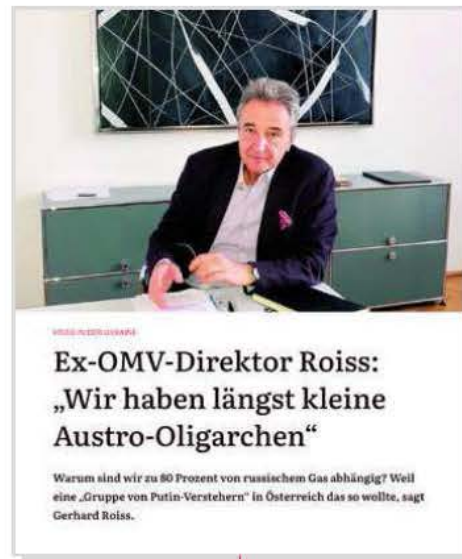 Ex-OMV-Direktor Roiss:
„Wir haben längst kleine
Austro-Oligarchen“
Warum sind wir zu 80 Prozent von russischem Gas abhängig? Weil
eine „Gruppe von Putin-Verstehern“ in Österreich das so wollte, sagt
Gerhard Roiss.